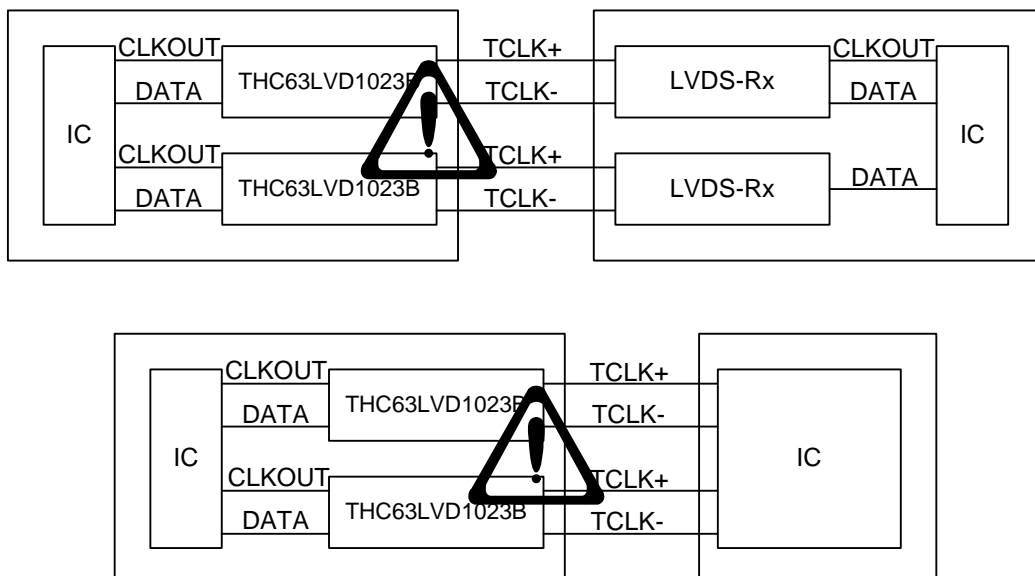 CLKOUT
THC63LVD1023B
TCLK+
LVDS-Rx
CLKOUT
DATA
TCLK-
DATA
IC
IC
CLKOUT
THC63LVD1023B
TCLK+
LVDS-Rx
DATA
DATA
TCLK-
CLKOUT
THC63LVD1023B
TCLK+
DATA
TCLK-
IC
IC
CLKOUT
THC63LVD1023B
TCLK+
DATA
TCLK-